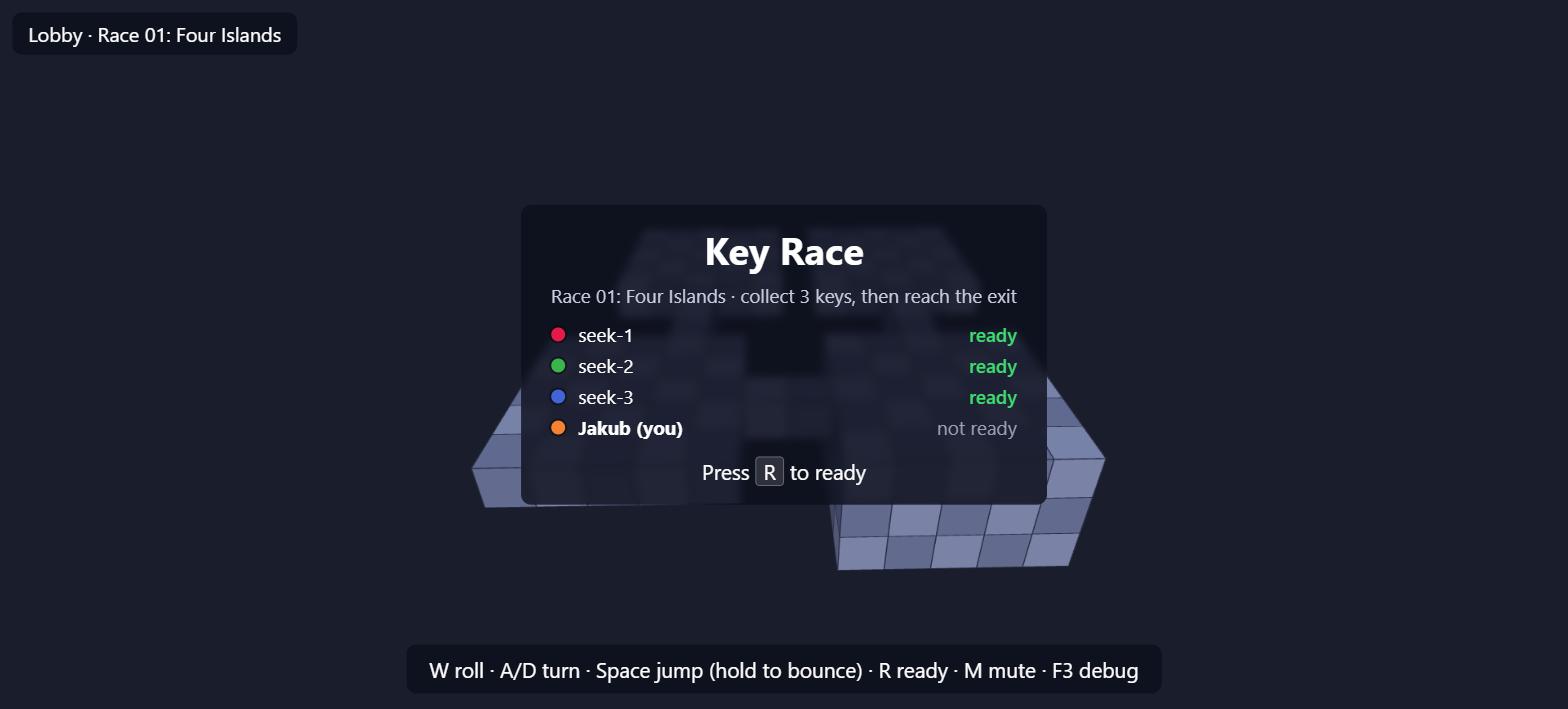 Lobby · Race 01: Four Islands
Key Race
Race 01: Four Islands · collect 3 keys, then reach the exit
seek-1 ready
seek-2 ready
seek-3 ready
Jakub (you) not ready
Press R to ready
W roll · A/D turn · Space jump (hold to bounce) · R ready · M mute · F3 debug